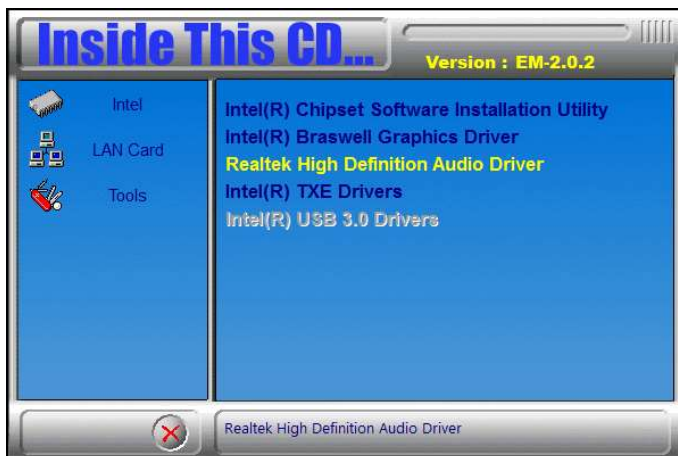 Inside This CD...
Version : EM-2.0.2
Intel
LAN Card
Tools
Intel(R) Chipset Software Installation Utility
Intel(R) Braswell Graphics Driver
Realtek High Definition Audio Driver
Intel(R) TXE Drivers
Intel(R) USB 3.0 Drivers
Realtek High Definition Audio Driver